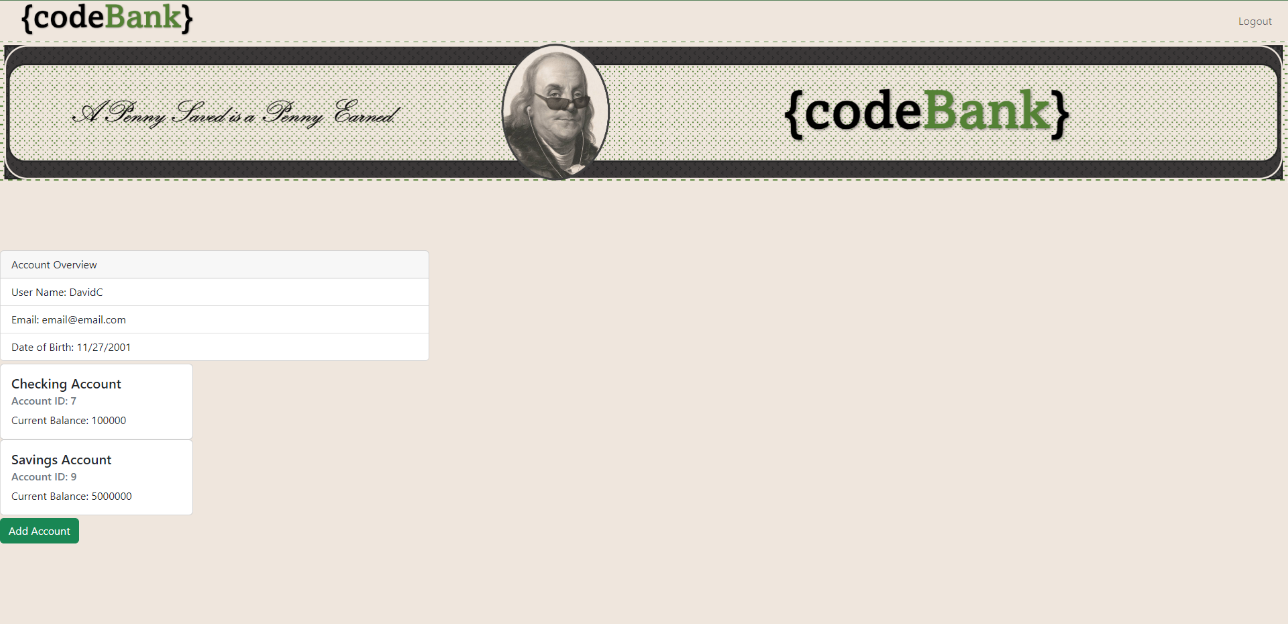 {codeBank}
Logout
A Penny Saved is a Penny Earned.
{codeBank}
Account Overview
User Name: DavidC
Email: email@email.com
Date of Birth: 11/27/2001
Checking Account
Account ID: 7
Current Balance: 100000
Savings Account
Account ID: 9
Current Balance: 5000000
Add Account